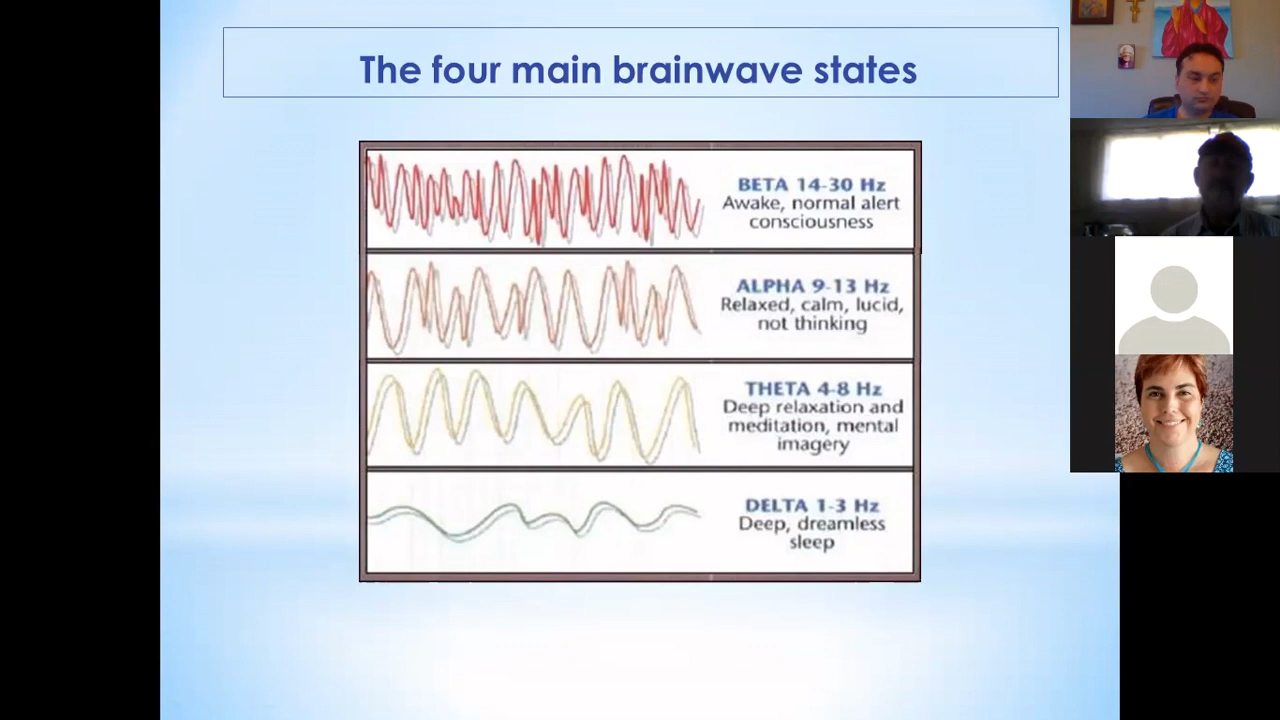 The four main brainwave states
BETA 14-30 Hz
Awake, normal alert
consciousness
ALPHA 9-13 Hz
Relaxed, calm, lucid,
not thinking
THETA 4-8 Hz
Deep relaxation and
meditation, mental
imagery
DELTA 1-3 Hz
Deep, dreamless
sleep